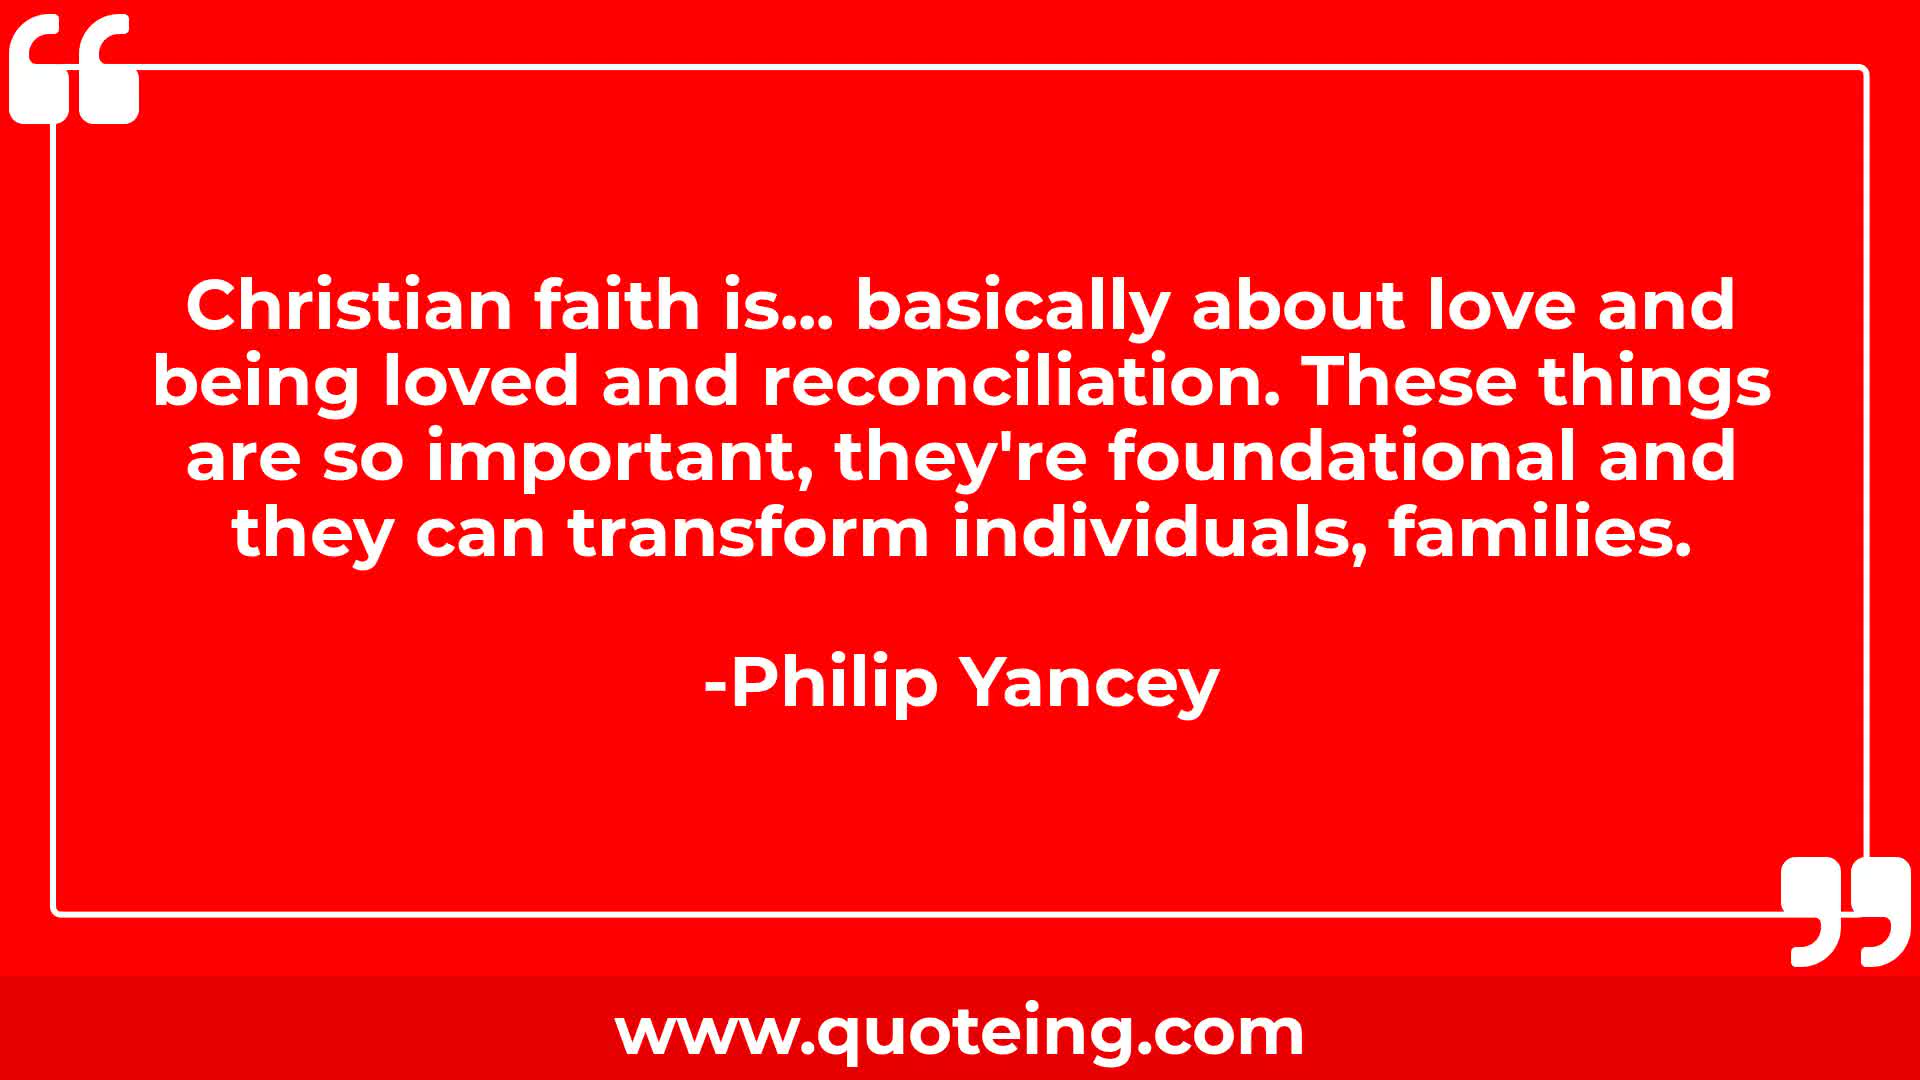 Christian faith is... basically about love and
being loved and reconciliation. These things
are so important, they're foundational and
they can transform individuals, families.
-Philip Yancey
www.quoteing.com